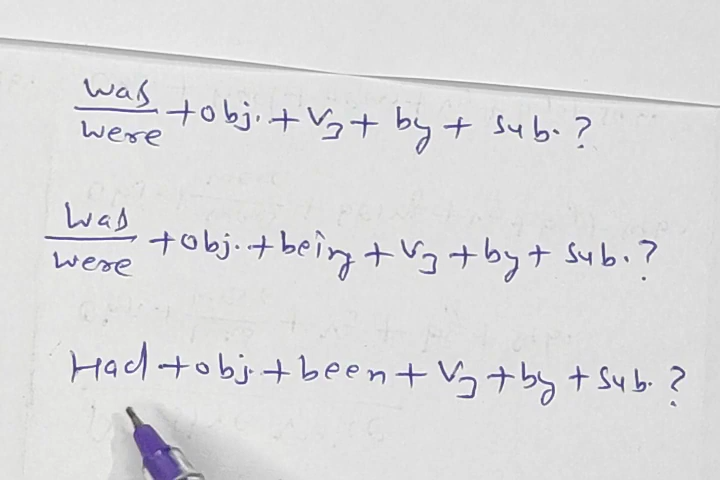 was
were + obj. + V3 + by + sub. ?
was
were + obj. + being + V3 + by + sub. ?
Had + obj. + been + V3 + by + sub. ?